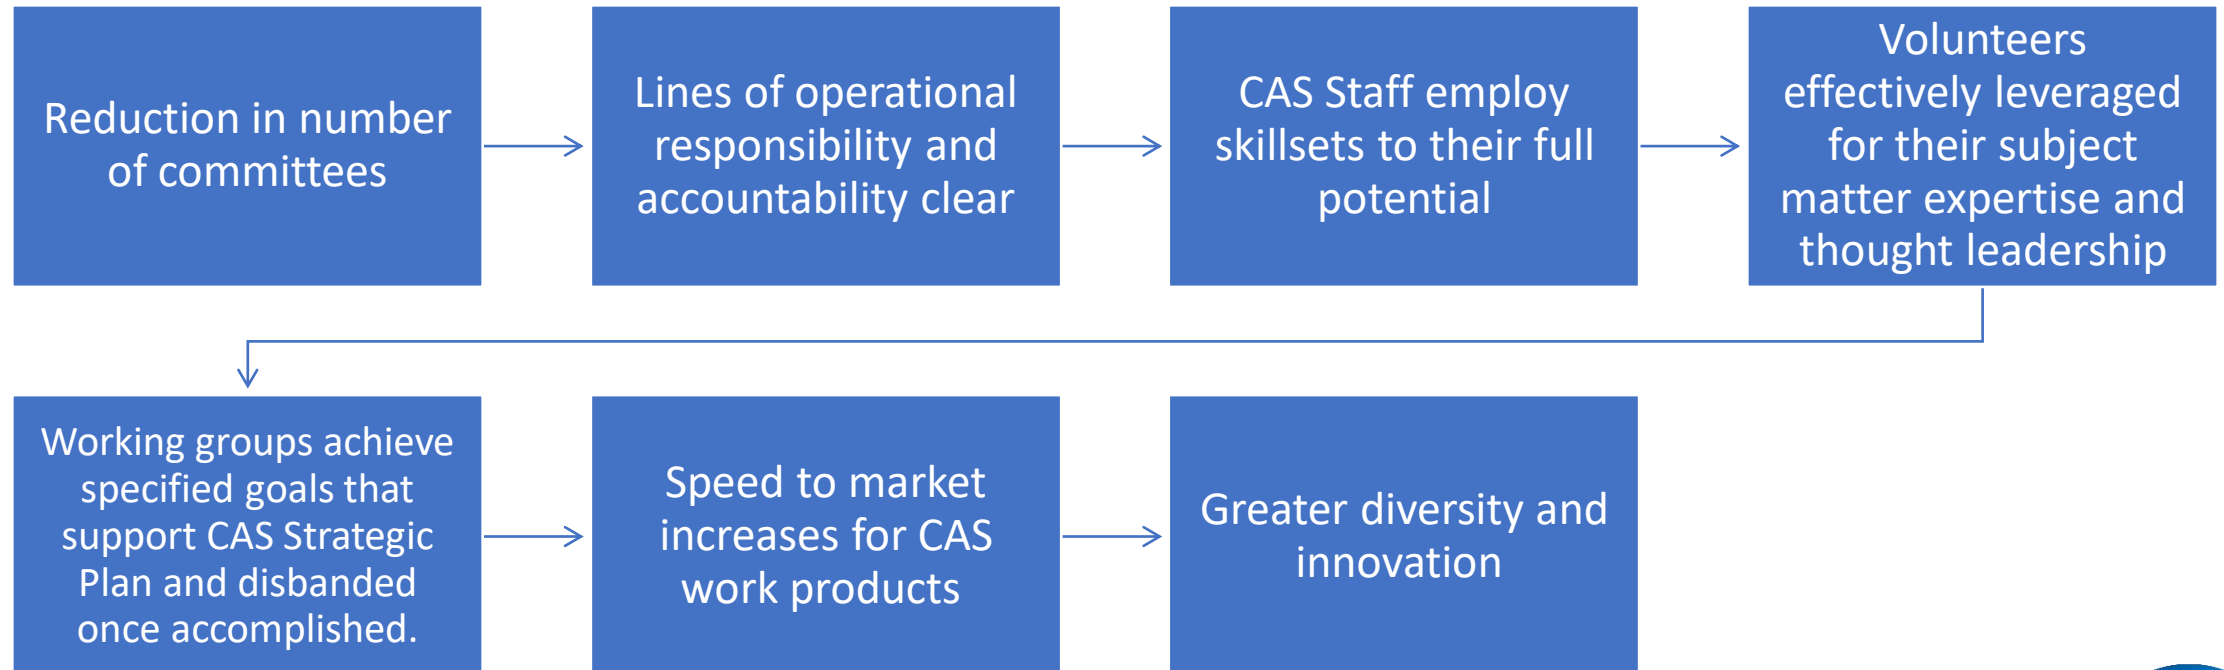 Reduction in number
of committees
Lines of operational
responsibility and
accountability clear
CAS Staff employ
skillsets to their full
potential
Volunteers
effectively leveraged
for their subject
matter expertise and
thought leadership
Working groups achieve
specified goals that
support CAS Strategic
Plan and disbanded
once accomplished.
Speed to market
increases for CAS
work products
Greater diversity and
innovation